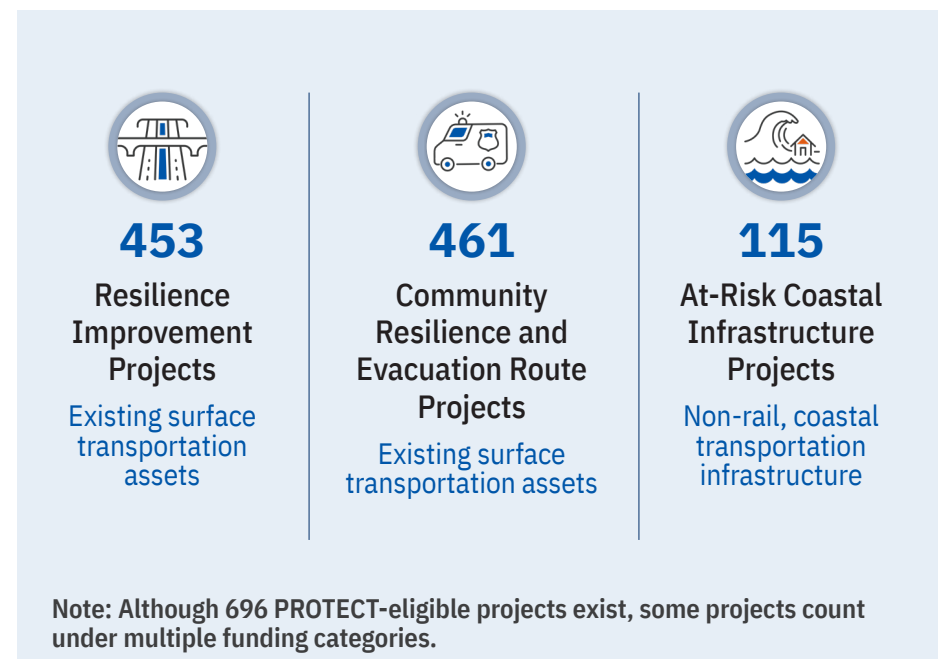 453
Resilience
Improvement
Projects
Existing surface
transportation
assets
461
Community
Resilience and
Evacuation Route
Projects
Existing surface
transportation assets
115
At-Risk Coastal
Infrastructure
Projects
Non-rail, coastal
transportation
infrastructure
Note: Although 696 PROTECT-eligible projects exist, some projects count
under multiple funding categories.